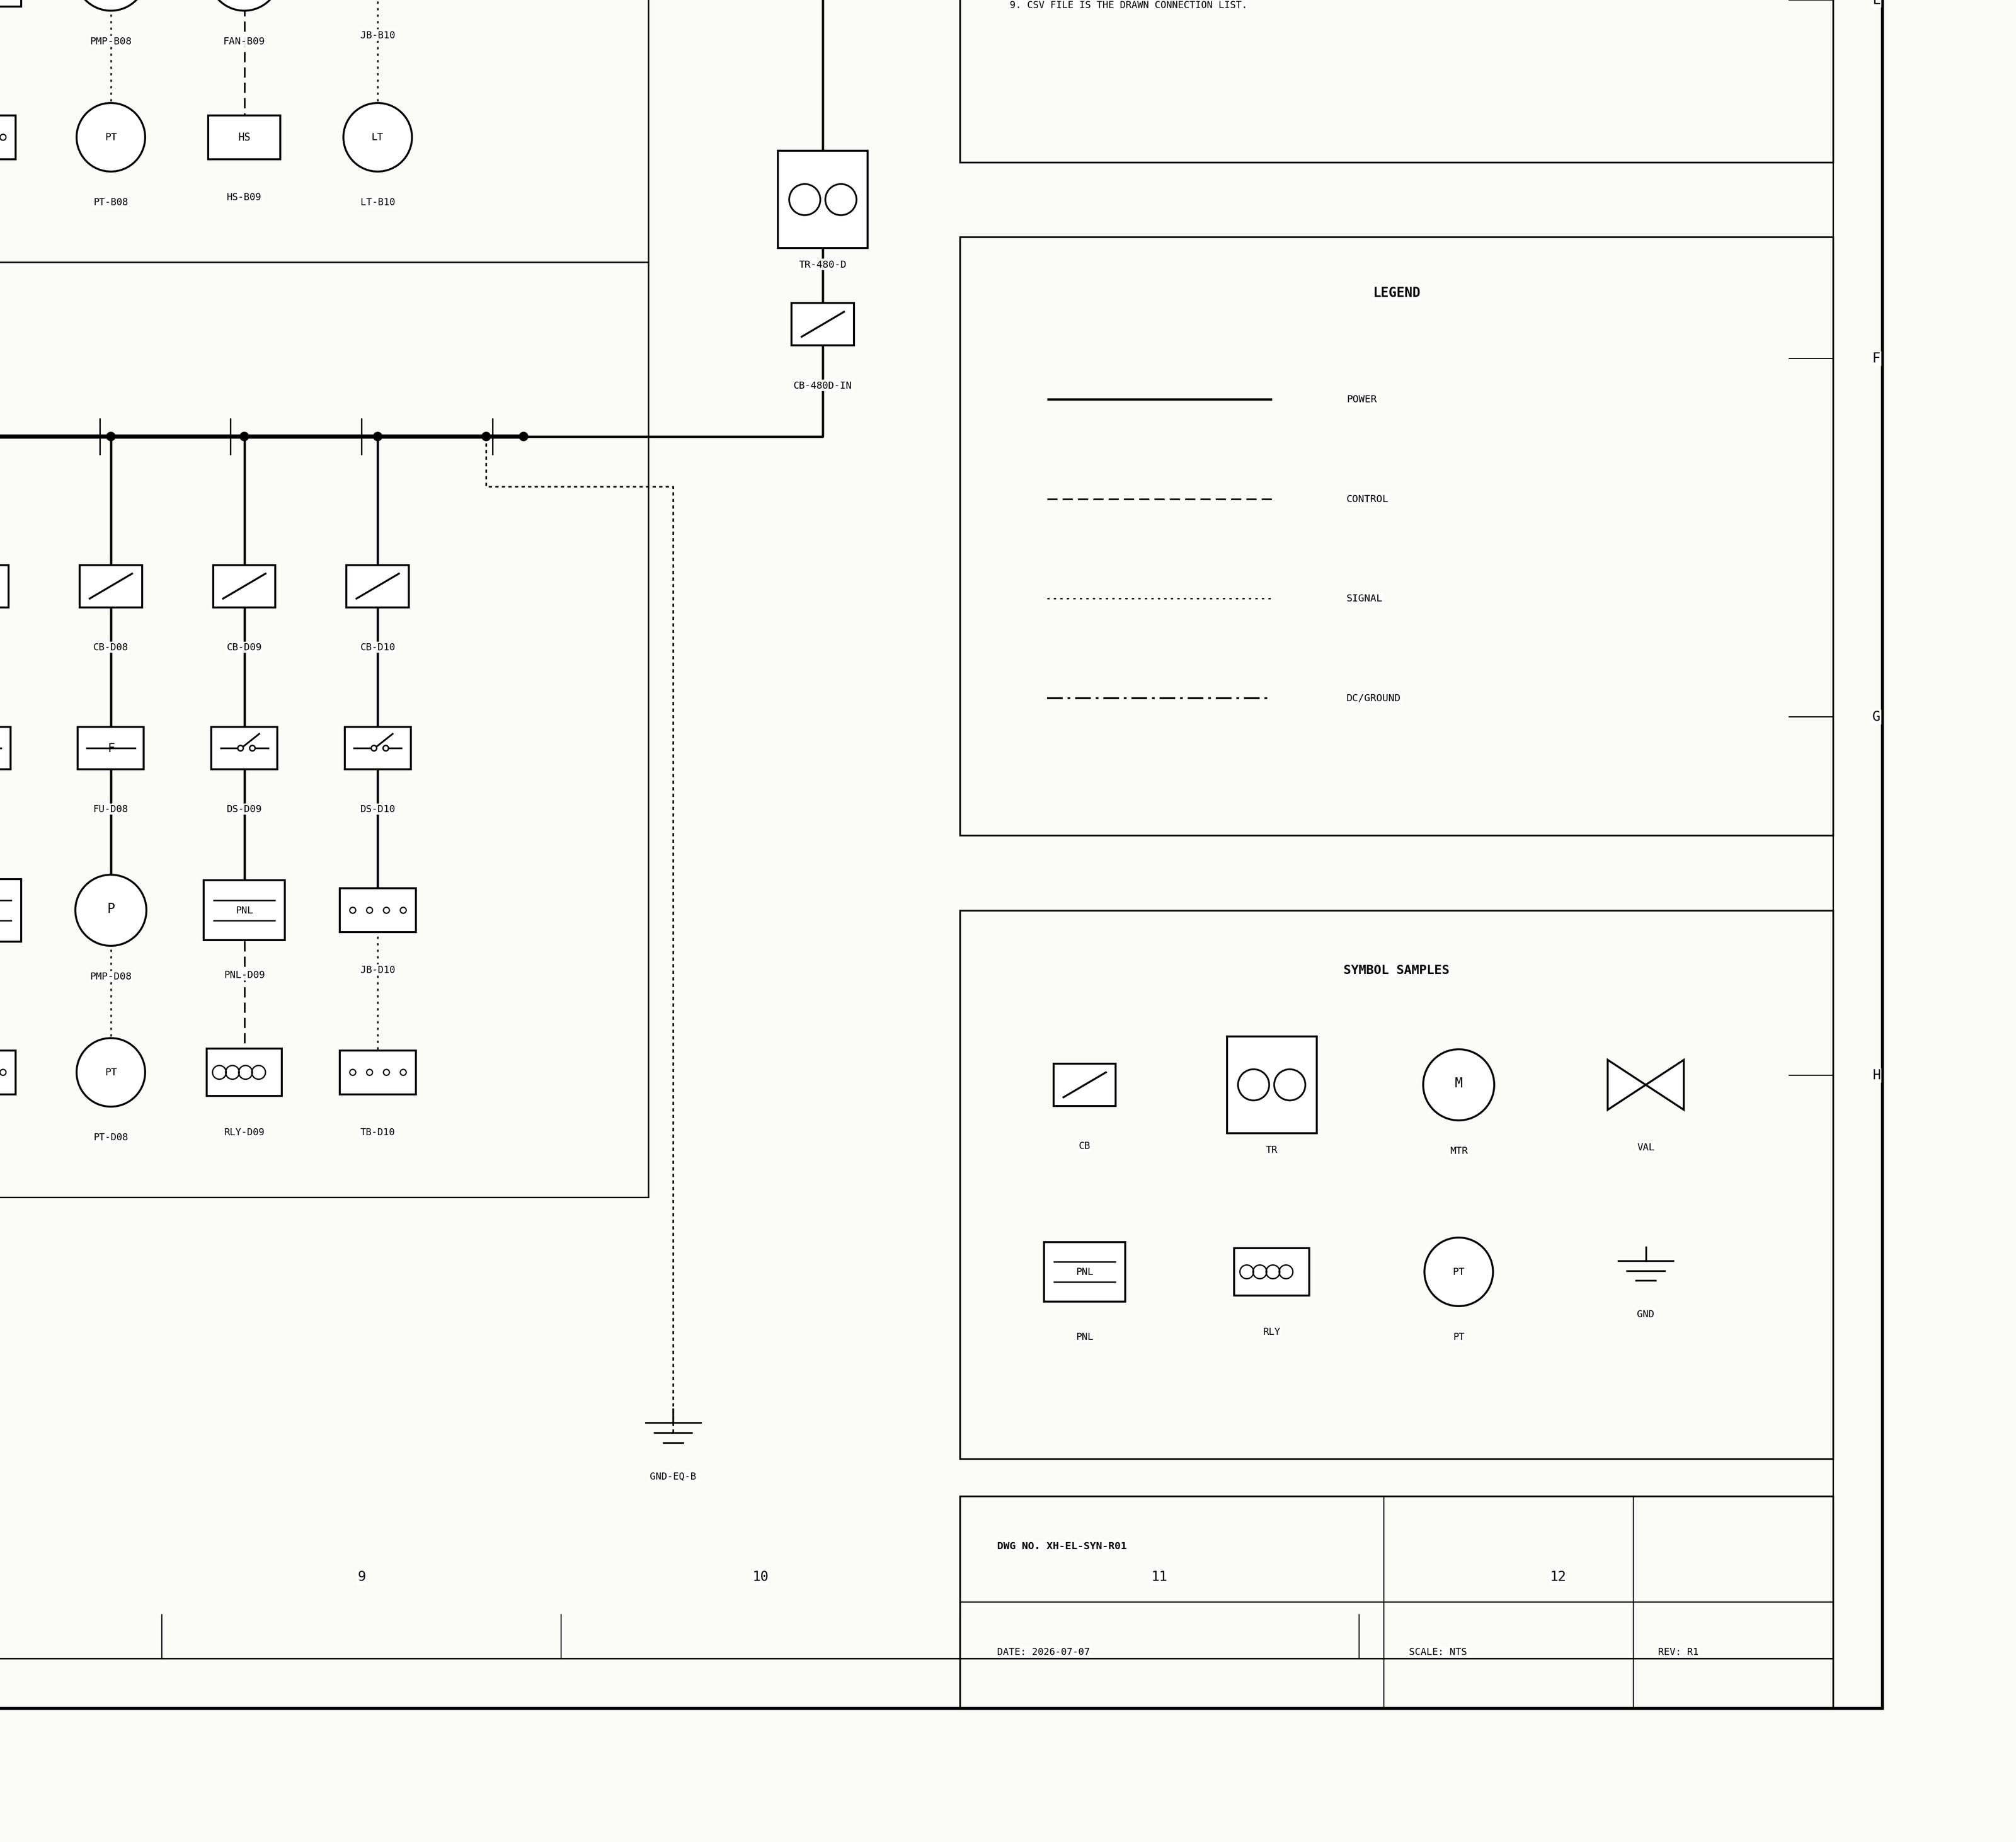 9. CSV FILE IS THE DRAWN CONNECTION LIST.
E
PMP-B08
FAN-B09
JB-B10
PT
HS
LT
PT-B08
HS-B09
LT-B10
TR-480-D
CB-480D-IN
LEGEND
POWER
CONTROL
SIGNAL
DC/GROUND
F
G
H
CB-D08
CB-D09
CB-D10
F
FU-D08
DS-D09
DS-D10
P
PNL
PMP-D08
PNL-D09
JB-D10
PT
PT-D08
RLY-D09
TB-D10
GND-EQ-B
SYMBOL SAMPLES
M
CB
TR
MTR
VAL
PNL
PT
PNL
RLY
PT
GND
DWG NO. XH-EL-SYN-R01
9
10
11
12
DATE: 2026-07-07
SCALE: NTS
REV: R1